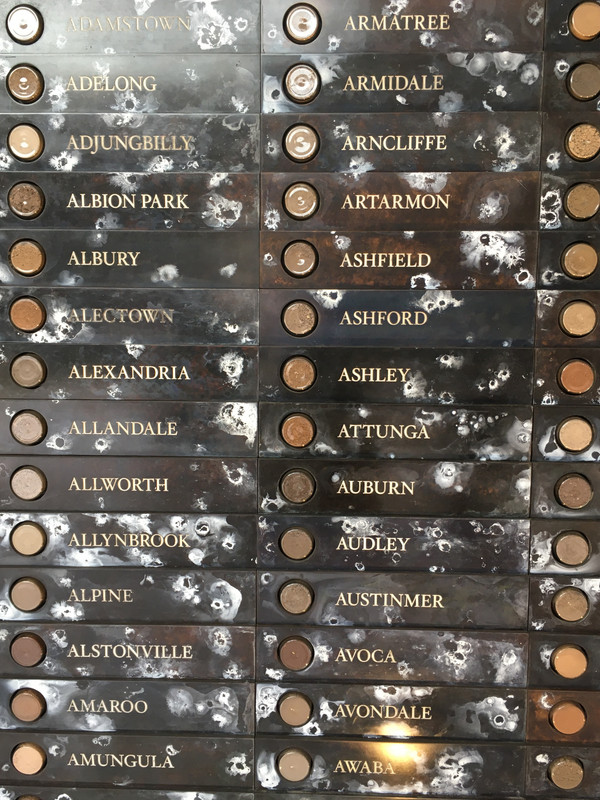 ADAMSTOWN
ADELONG
ADJUNGBILLY
ALBION PARK
ALBURY
ALECTOWN
ALEXANDRIA
ALLANDALE
ALLWORTH
ALLYNBROOK
ALPINE
ALSTONVILLE
AMAROO
AMUNGULA
ARMATREE
ARMIDALE
ARNCLIFFE
ARTARMON
ASHFIELD
ASHFORD
ASHLEY
ATTUNGA
AUBURN
AUDLEY
AUSTINMER
AVOCA
AVONDALE
AWABA